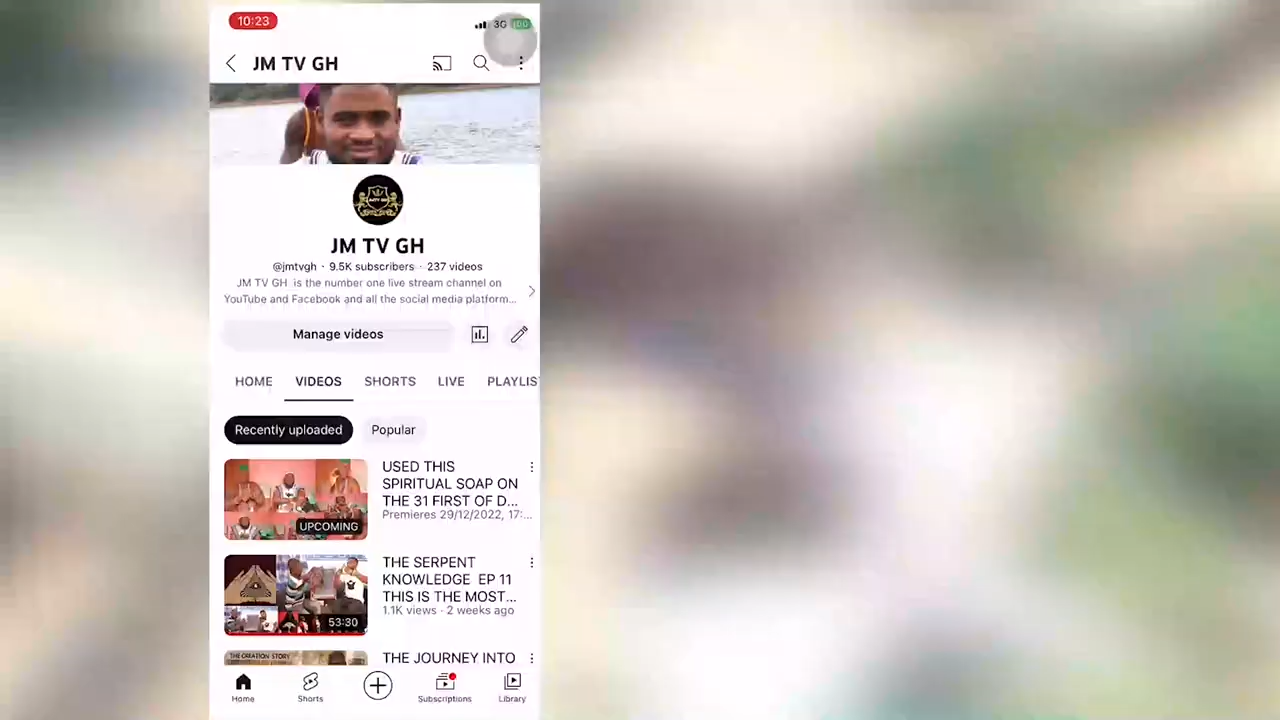 10:23
3G
100
JM TV GH
JM TV GH
@jmtvgh · 9.5K subscribers · 237 videos
JM TV GH is the number one live stream channel on
YouTube and Facebook and all the social media platform...
Manage videos
HOME VIDEOS SHORTS LIVE PLAYLIS
Recently uploaded Popular
USED THIS
SPIRITUAL SOAP ON
THE 31 FIRST OF D...
Premieres 29/12/2022, 17:...
UPCOMING
THE SERPENT
KNOWLEDGE EP 11
THIS IS THE MOST...
1.1K views · 2 weeks ago
53:30
THE CREATION STORY
THE JOURNEY INTO
Home Shorts Subscriptions Library